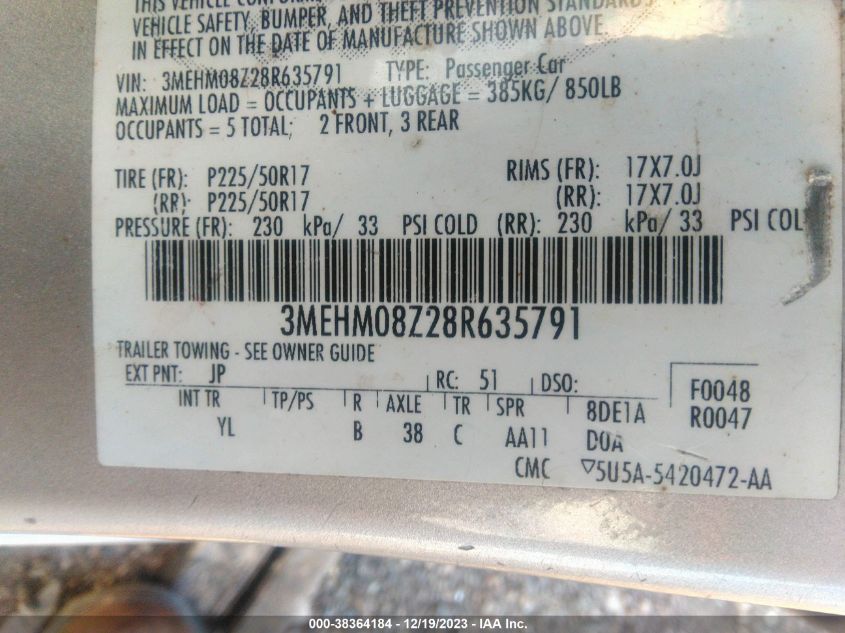 THIS VEHICLE CONFORMS
VEHICLE SAFETY, BUMPER, AND THEFT PREVENTION STANDARDS
IN EFFECT ON THE DATE OF MANUFACTURE SHOWN ABOVE.
VIN: 3MEHM08Z28R635791 TYPE: Passenger Car
MAXIMUM LOAD = OCCUPANTS + LUGGAGE = 385KG/ 850LB
OCCUPANTS = 5 TOTAL; 2 FRONT, 3 REAR
TIRE (FR): P225/50R17 RIMS (FR): 17X7.0J
(RR): P225/50R17 (RR): 17X7.0J
PRESSURE (FR): 230 kPa/ 33 PSI COLD (RR): 230 kPa/ 33 PSI COL
3MEHM08Z28R635791
TRAILER TOWING - SEE OWNER GUIDE
EXT PNT: JP RC: 51 DSO: F0048
INT TR TP/PS R AXLE TR SPR 8DE1A R0047
YL B 38 C AA11 D0A
CMC ▽5U5A-5420472-AA
000-38364184 - 12/19/2023 - IAA Inc.